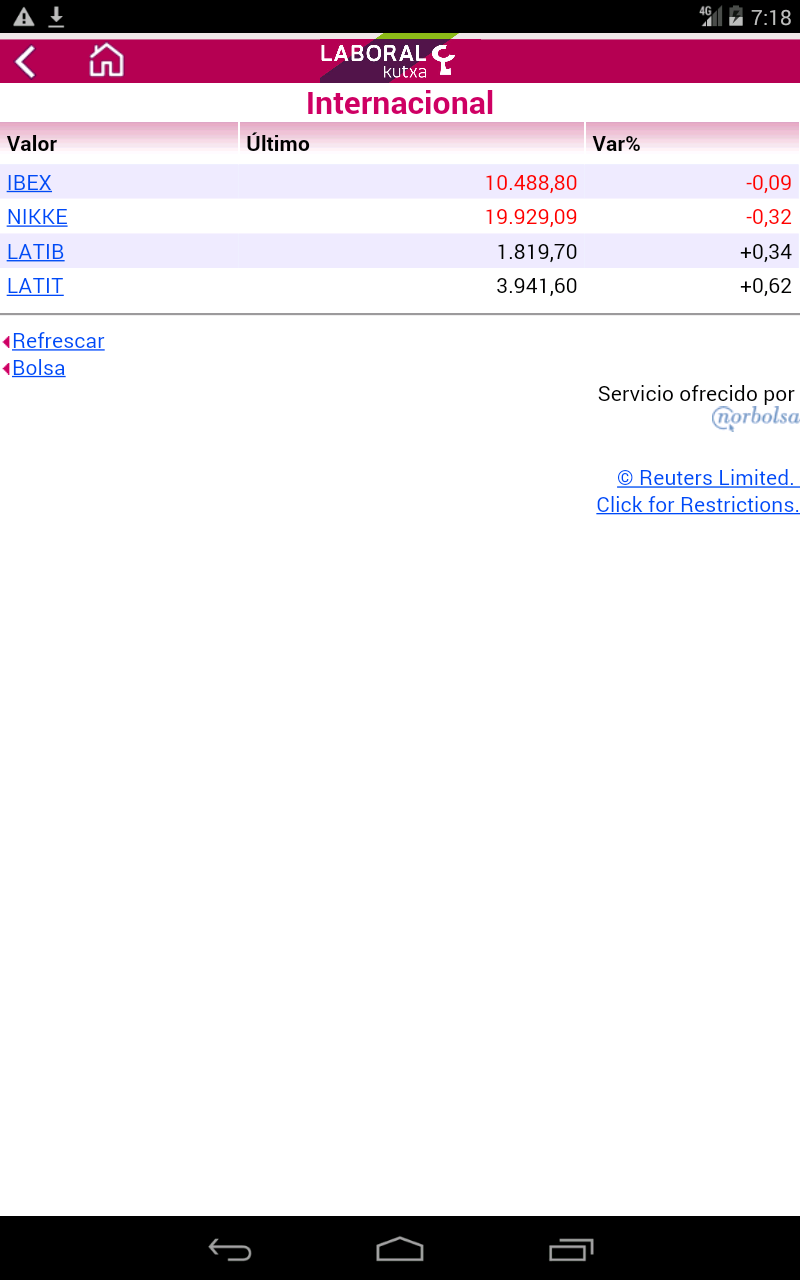 4G 7:18
LABORAL
kutxa
Internacional
Valor Último Var%
IBEX 10.488,80 -0,09
NIKKE 19.929,09 -0,32
LATIB 1.819,70 +0,34
LATIT 3.941,60 +0,62
Refrescar
Bolsa
Servicio ofrecido por
@norbolsa
© Reuters Limited.
Click for Restrictions.